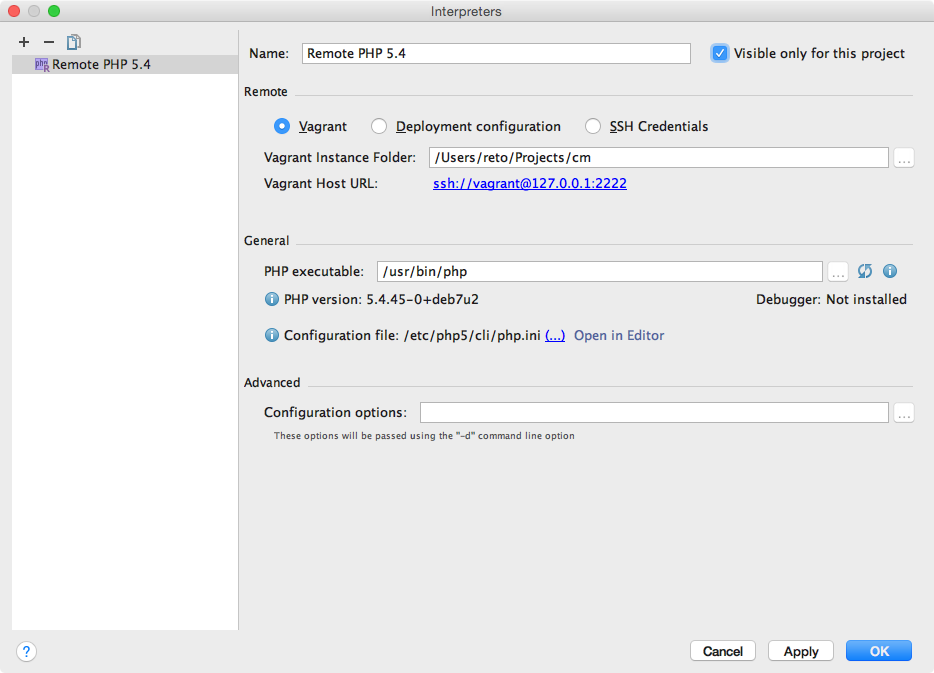 Interpreters
Remote PHP 5.4
Name: Remote PHP 5.4 Visible only for this project
Remote
Vagrant Deployment configuration SSH Credentials
Vagrant Instance Folder: /Users/reto/Projects/cm ...
Vagrant Host URL: ssh://vagrant@127.0.0.1:2222
General
PHP executable: /usr/bin/php ...
PHP version: 5.4.45-0+deb7u2 Debugger: Not installed
Configuration file: /etc/php5/cli/php.ini (...) Open in Editor
Advanced
Configuration options: ...
These options will be passed using the "-d" command line option
? Cancel Apply OK